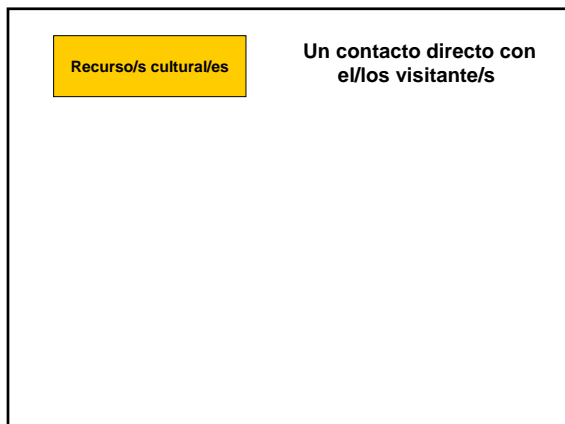 Recurso/s cultural/es
Un contacto directo con
el/los visitante/s